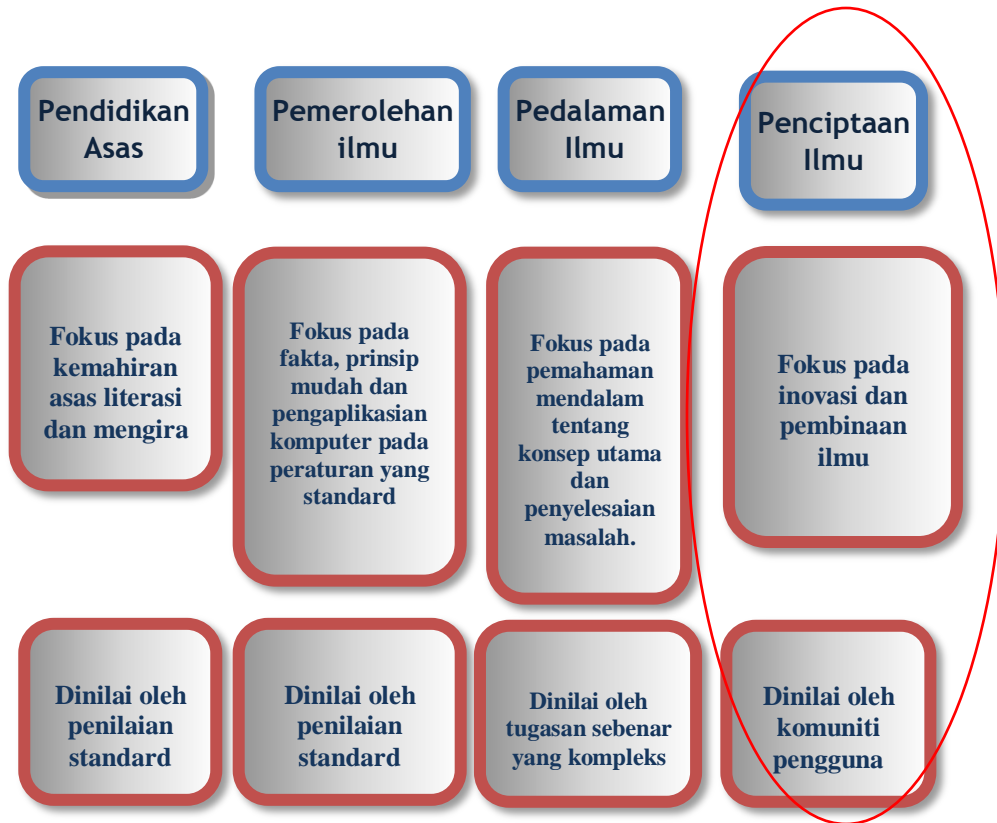 Pendidikan
Asas
Pemerolehan
ilmu
Pedalaman
Ilmu
Penciptaan
Ilmu
Fokus pada
kemahiran
asas literasi
dan mengira
Fokus pada
fakta, prinsip
mudah dan
pengaplikasian
komputer pada
peraturan yang
standard
Fokus pada
pemahaman
mendalam
tentang
konsep utama
dan
penyelesaian
masalah.
Fokus pada
inovasi dan
pembinaan
ilmu
Dinilai oleh
penilaian
standard
Dinilai oleh
penilaian
standard
Dinilai oleh
tugasan sebenar
yang kompleks
Dinilai oleh
komuniti
pengguna